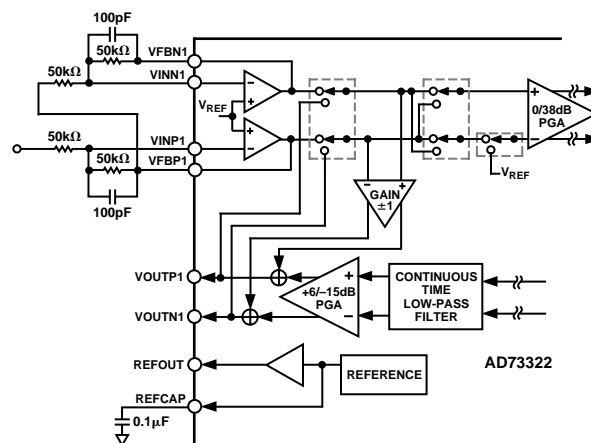 100pF
50kΩ
VFBN1
50kΩ
VINN1
VREF
50kΩ
VINP1
50kΩ
VFBP1
100pF
0/38dB
PGA
VREF
GAIN
±1
VOUTP1
+6/–15dB
PGA
CONTINUOUS
TIME
LOW-PASS
FILTER
VOUTN1
AD73322
REFOUT
REFERENCE
REFCAP
0.1μF